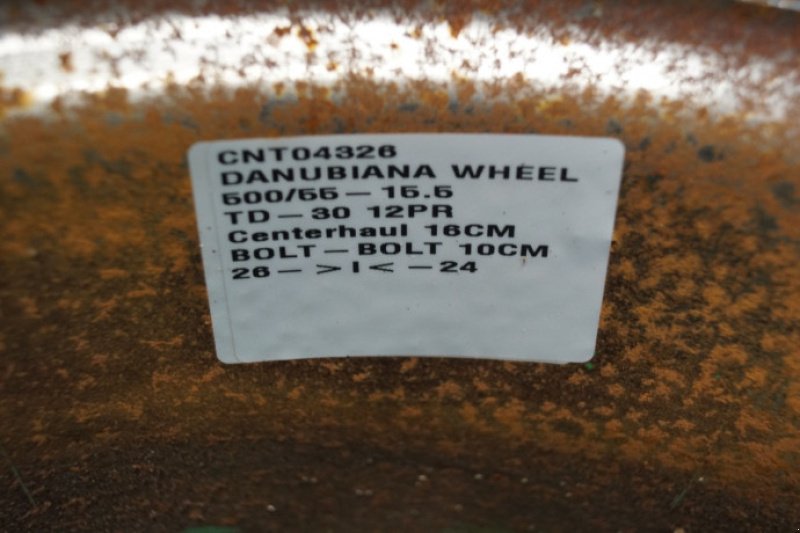 CNT04326
DANUBIANA WHEEL
500/55 – 15.5
TD – 30 12PR
Centerhaul 16CM
BOLT – BOLT 10CM
26 – > I < – 24